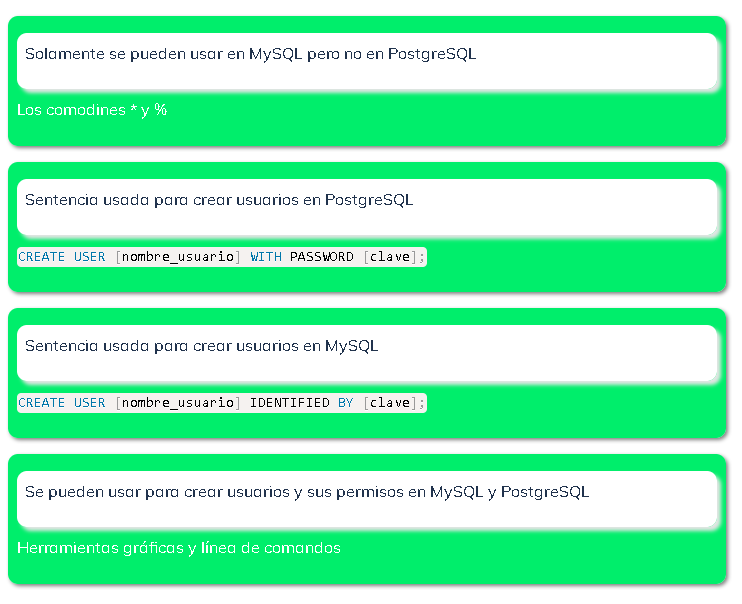 Solamente se pueden usar en MySQL pero no en PostgreSQL
Los comodines * y %
Sentencia usada para crear usuarios en PostgreSQL
CREATE USER [nombre_usuario] WITH PASSWORD [clave];
Sentencia usada para crear usuarios en MySQL
CREATE USER [nombre_usuario] IDENTIFIED BY [clave];
Se pueden usar para crear usuarios y sus permisos en MySQL y PostgreSQL
Herramientas gráficas y línea de comandos